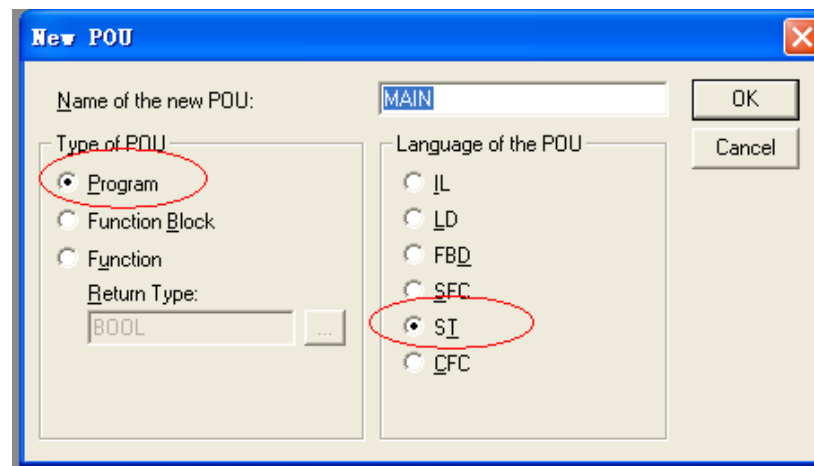 New POU
Name of the new POU:
MAIN
OK
Cancel
Type of POU
Program
Function Block
Function
Return Type:
BOOL
...
Language of the POU
IL
LD
FBD
SFC
ST
CFC